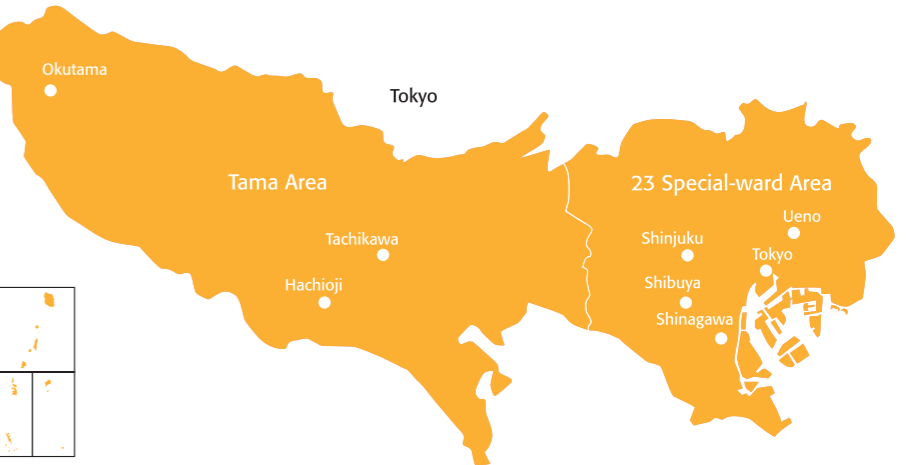 Okutama
Tokyo
Tama Area
23 Special-ward Area
Ueno
Tachikawa
Shinjuku
Tokyo
Hachioji
Shibuya
Shinagawa